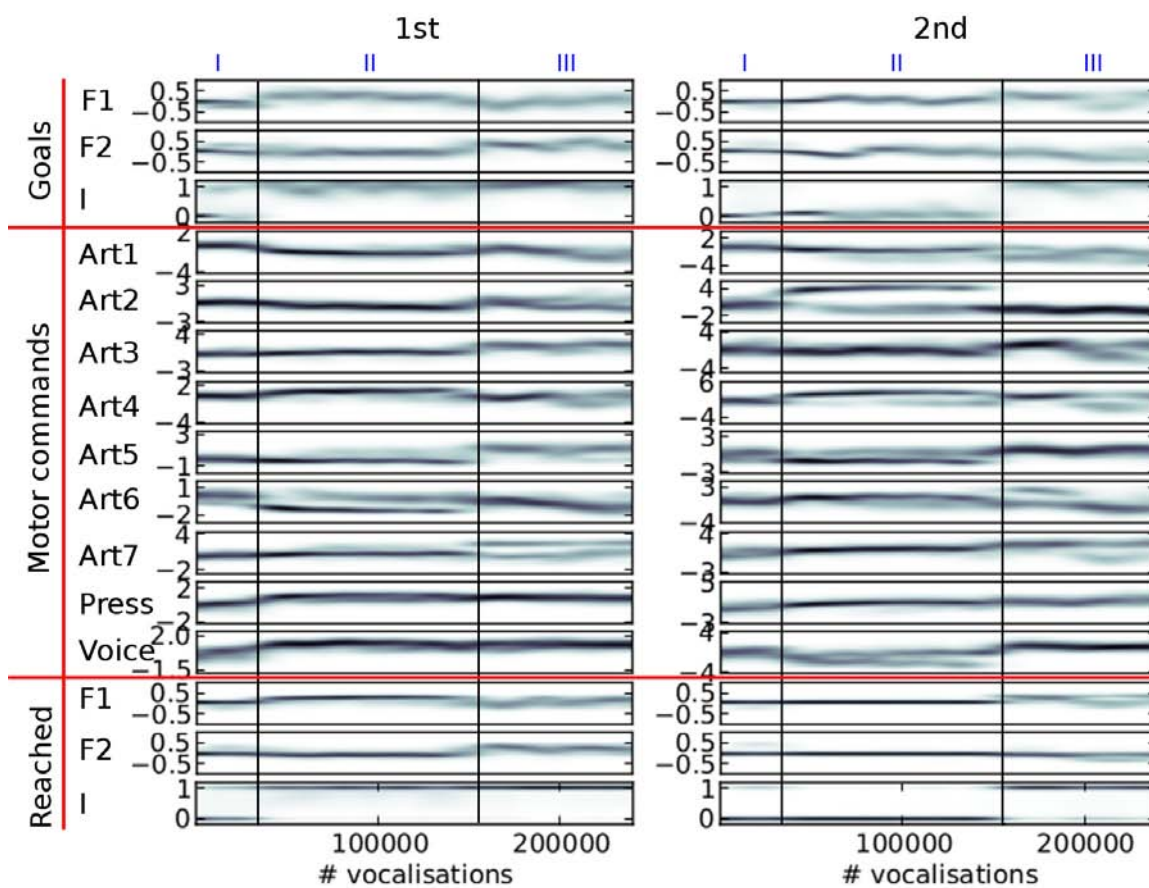 1st 2nd
I II III I II III
Goals
F1 0.5 −0.5 0.5 −0.5
F2 0.5 −0.5 0.5 −0.5
I 1 0 1 0
Motor commands
Art1 2 −4 2 −4
Art2 3 −3 4 −2
Art3 4 −3 4 −4
Art4 2 −4 6 −4
Art5 3 −1 3 −3
Art6 1 −2 3 −4
Art7 4 −2 4 −3
Press 2 −2 3 −3
Voice 2.0 −1.5 4 −4
Reached
F1 0.5 −0.5 0.5 −0.5
F2 0.5 −0.5 0.5 −0.5
I 1 0 1 0
100000 200000 100000 200000
# vocalisations # vocalisations